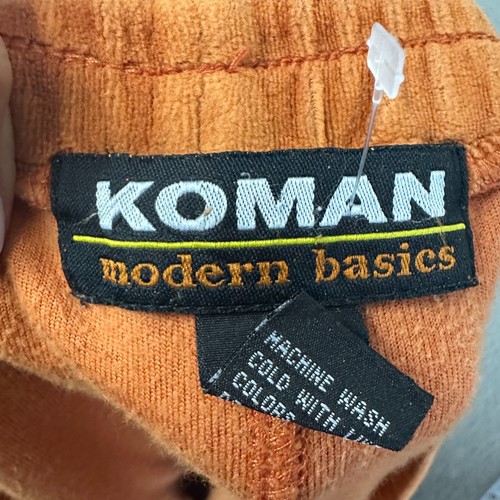 KOMAN
modern basics
MACHINE WASH
COLD WITH
COLORS